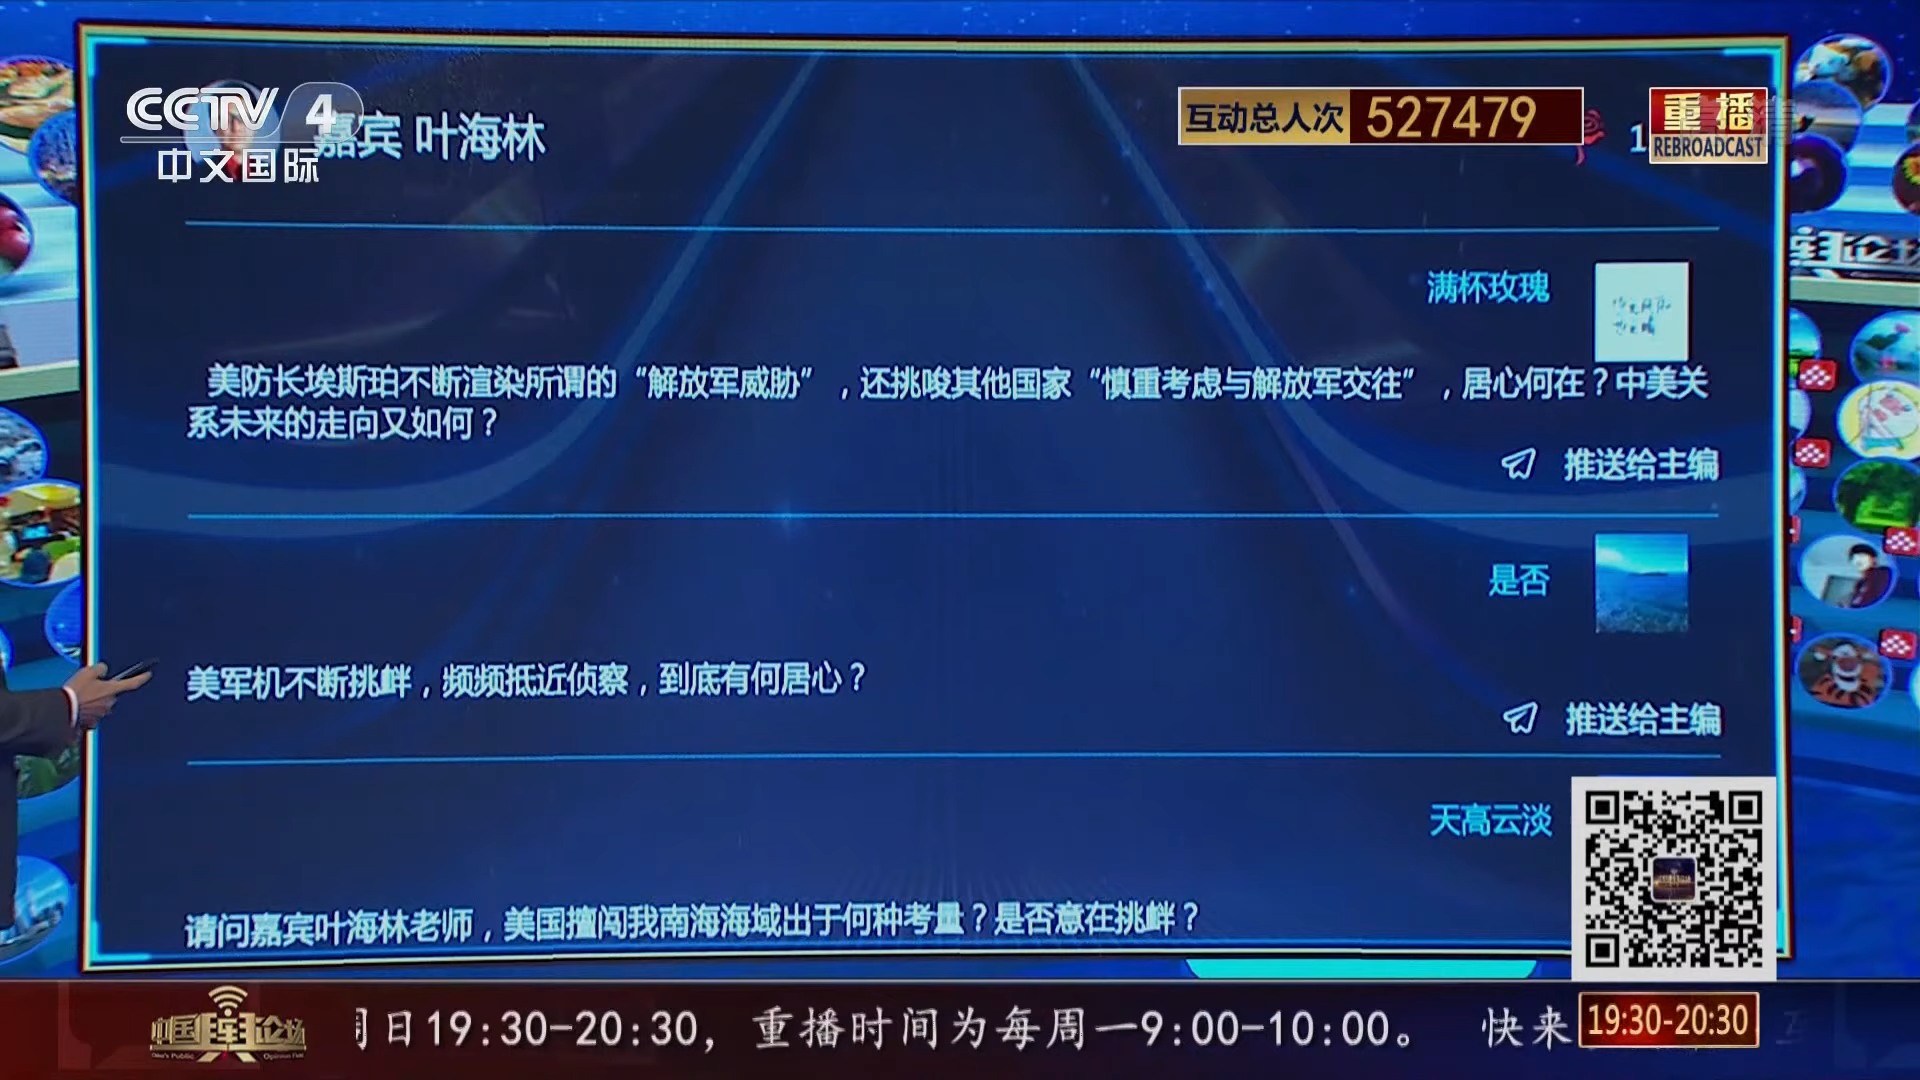 CCTV 4
中文国际
嘉宾 叶海林
互动总人次 527479
重播
REBROADCAST
满杯玫瑰
美防长埃斯珀不断渲染所谓的“解放军威胁”，还挑唆其他国家“慎重考虑与解放军交往”，居心何在？中美关
系未来的走向又如何？
推送给主编
是否
美军机不断挑衅，频频抵近侦察，到底有何居心？
推送给主编
天高云淡
请问嘉宾叶海林老师，美国擅闯我南海海域出于何种考量？是否意在挑衅？
中国舆论场
日19:30-20:30，重播时间为每周一9:00-10:00。 快来
19:30-20:30